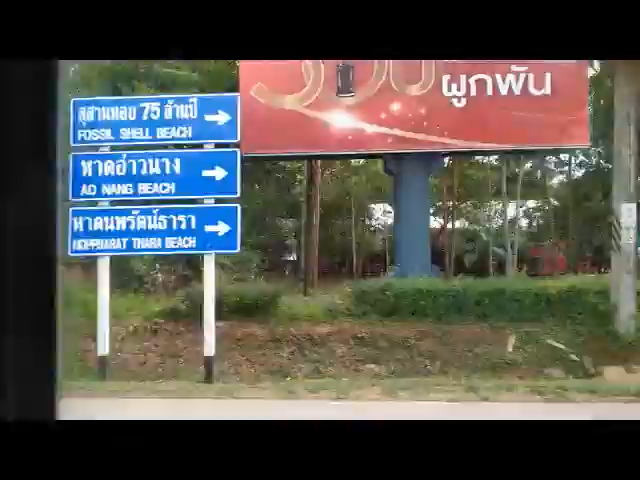 สุสานหอย 75 ล้านปี
FOSSIL SHELL BEACH
หาดอ่าวนาง
AO NANG BEACH
หาดนพรัตน์ธารา
NOPPHARAT THARA BEACH
ผูกพัน